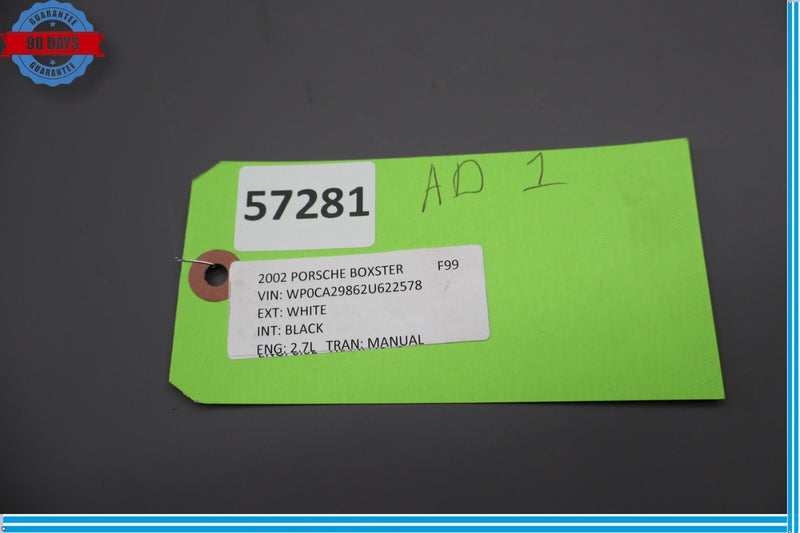 GUARANTEE
90 DAYS
GUARANTEE
57281
AD 1
2002 PORSCHE BOXSTER F99
VIN: WP0CA29862U622578
EXT: WHITE
INT: BLACK
ENG: 2.7L TRAN: MANUAL